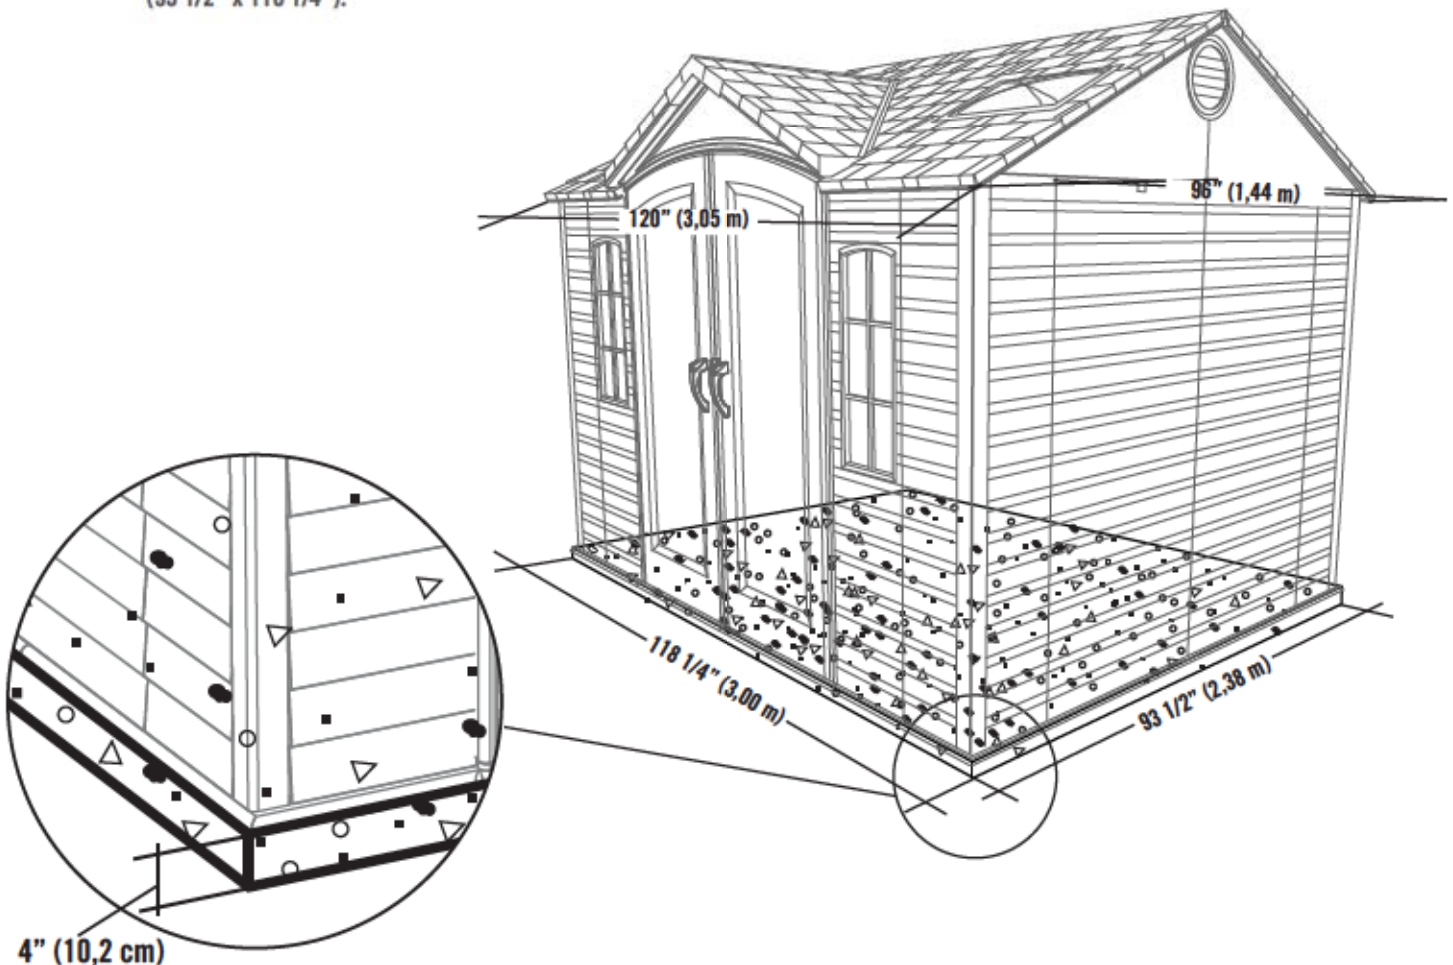 120” (3,05 m)
96” (1,44 m)
118 1/4” (3,00 m)
93 1/2” (2,38 m)
4” (10,2 cm)